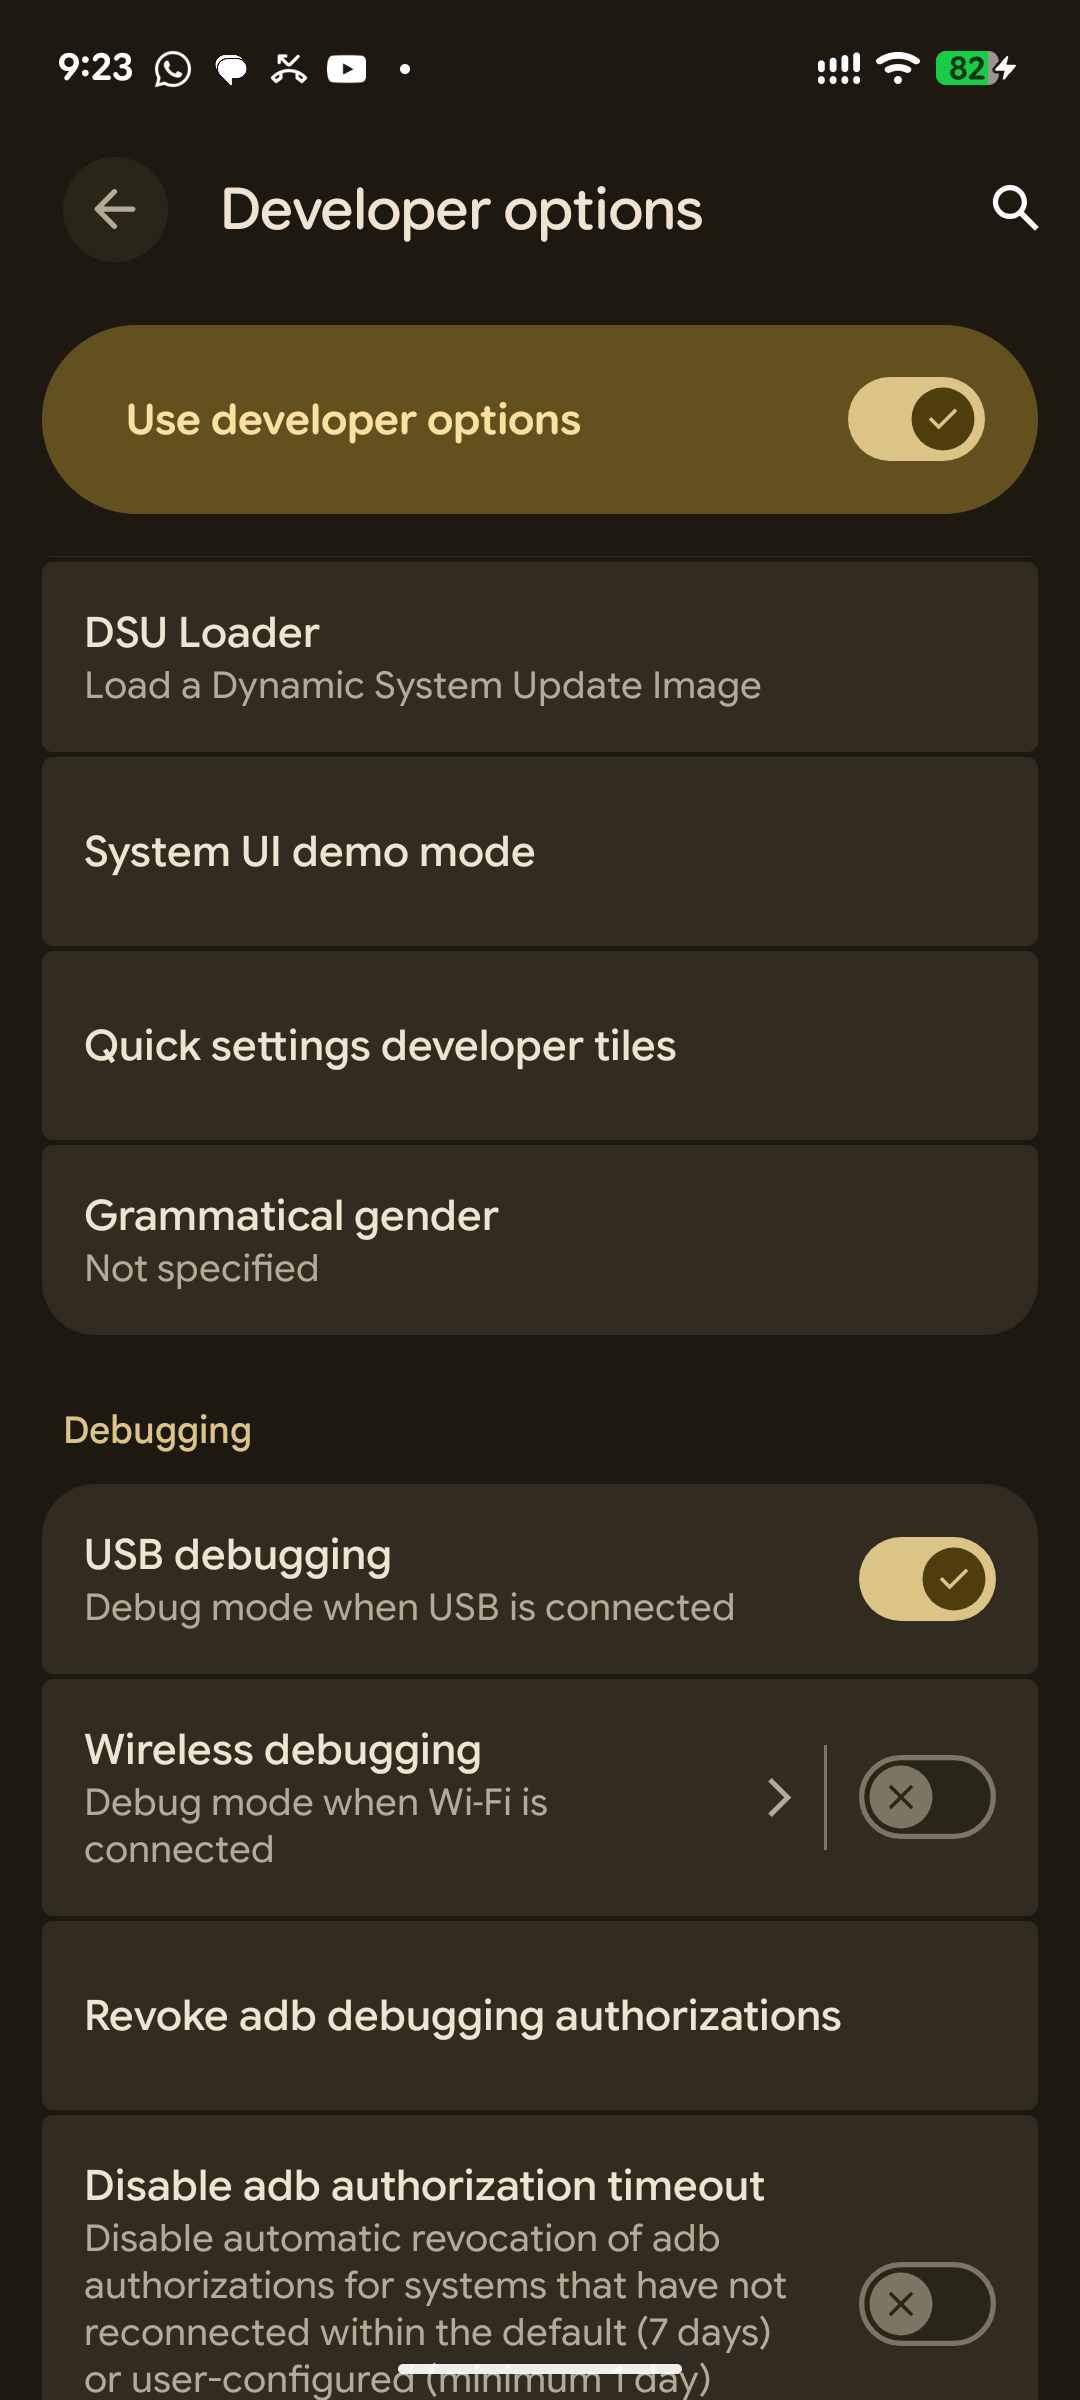 9:23
82
Developer options
Use developer options
DSU Loader
Load a Dynamic System Update Image
System UI demo mode
Quick settings developer tiles
Grammatical gender
Not specified
Debugging
USB debugging
Debug mode when USB is connected
Wireless debugging
Debug mode when Wi-Fi is
connected
Revoke adb debugging authorizations
Disable adb authorization timeout
Disable automatic revocation of adb
authorizations for systems that have not
reconnected within the default (7 days)
or user-configured (minimum 1 day)